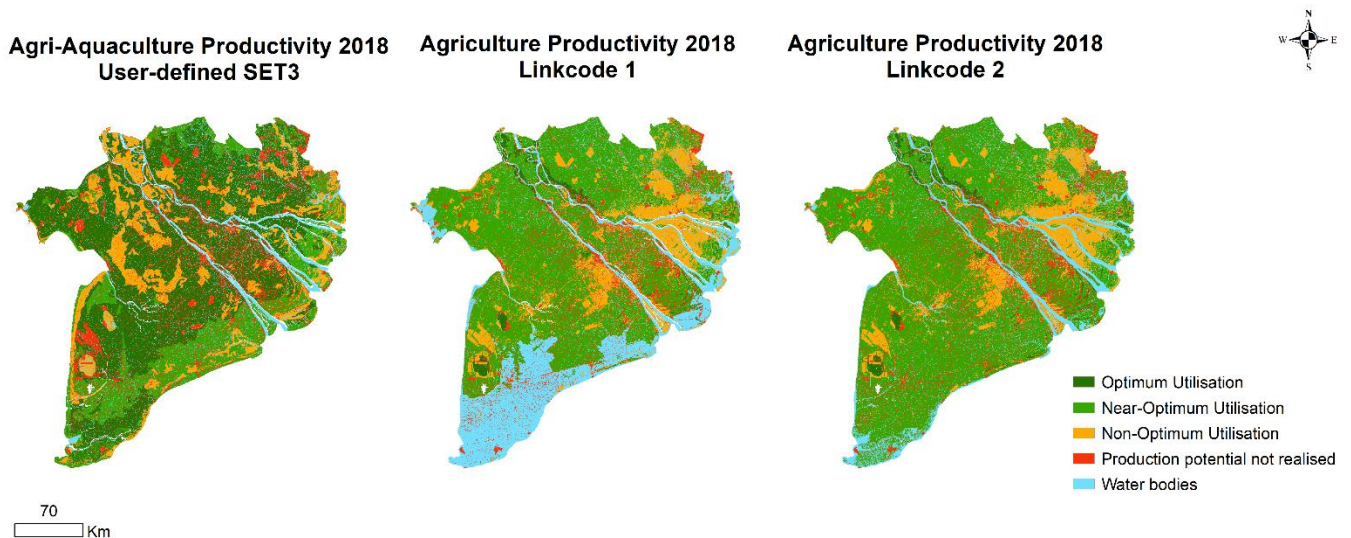 Agri-Aquaculture Productivity 2018
User-defined SET3
Agriculture Productivity 2018
Linkcode 1
Agriculture Productivity 2018
Linkcode 2
N
W
E
S
Optimum Utilisation
Near-Optimum Utilisation
Non-Optimum Utilisation
Production potential not realised
Water bodies
70
Km